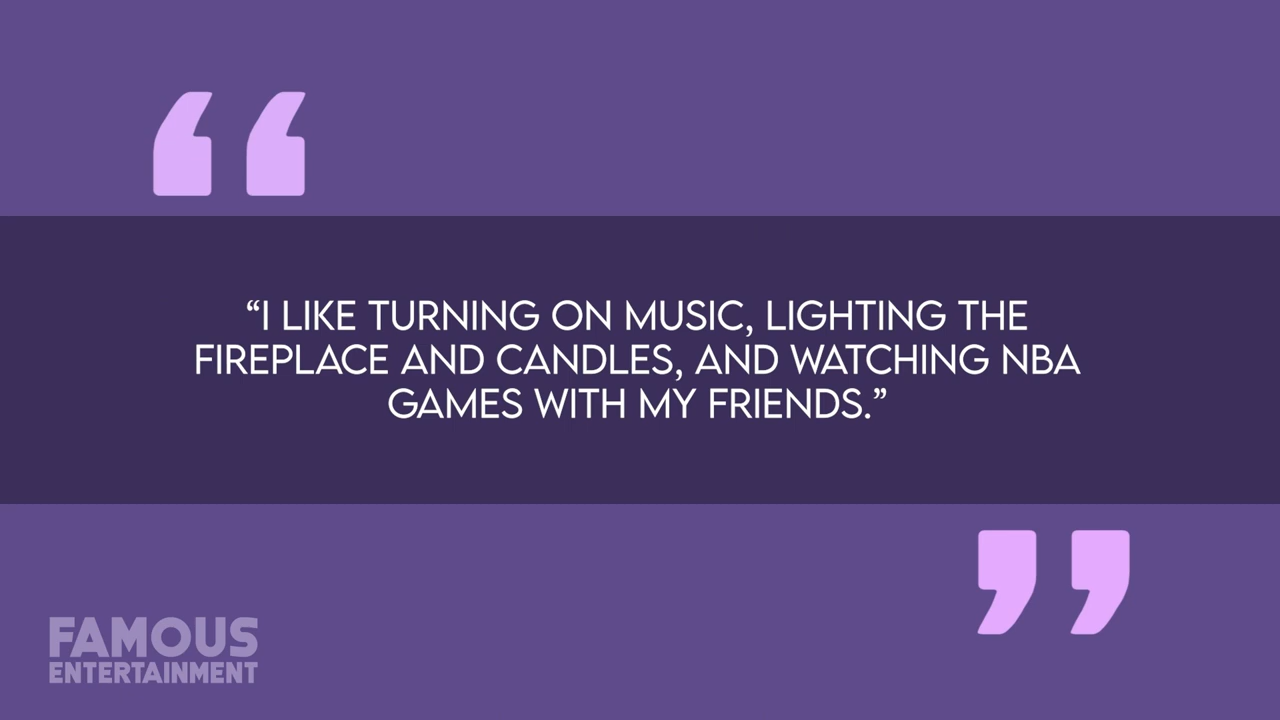 “I LIKE TURNING ON MUSIC, LIGHTING THE
FIREPLACE AND CANDLES, AND WATCHING NBA
GAMES WITH MY FRIENDS.”
FAMOUS
ENTERTAINMENT